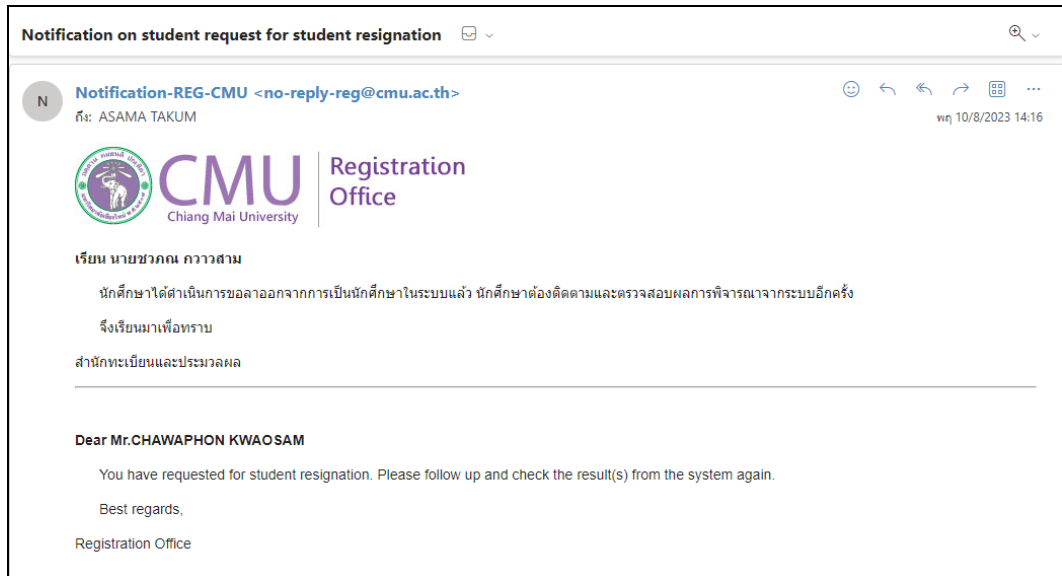 Notification on student request for student resignation
N
Notification-REG-CMU <no-reply-reg@cmu.ac.th>
ถึง: ASAMA TAKUM
พฤ 10/8/2023 14:16
CMU
Chiang Mai University
Registration
Office
เรียน นายชวภณ กวาวสาม
นักศึกษาได้ดำเนินการขอลาออกจากการเป็นนักศึกษาในระบบแล้ว นักศึกษาต้องติดตามและตรวจสอบผลการพิจารณาจากระบบอีกครั้ง
จึงเรียนมาเพื่อทราบ
สำนักทะเบียนและประมวลผล
Dear Mr.CHAWAPHON KWAOSAM
You have requested for student resignation. Please follow up and check the result(s) from the system again.
Best regards,
Registration Office